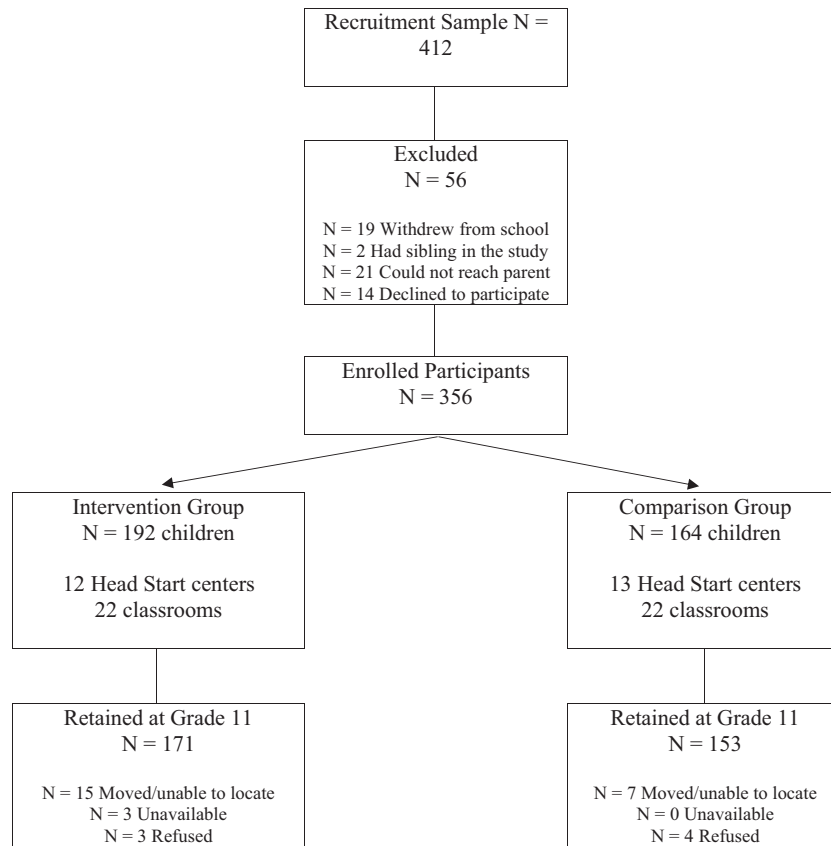 Recruitment Sample N =
412
Excluded
N = 56
N = 19 Withdrew from school
N = 2 Had sibling in the study
N = 21 Could not reach parent
N = 14 Declined to participate
Enrolled Participants
N = 356
Intervention Group
N = 192 children
12 Head Start centers
22 classrooms
Comparison Group
N = 164 children
13 Head Start centers
22 classrooms
Retained at Grade 11
N = 171
N = 15 Moved/unable to locate
N = 3 Unavailable
N = 3 Refused
Retained at Grade 11
N = 153
N = 7 Moved/unable to locate
N = 0 Unavailable
N = 4 Refused